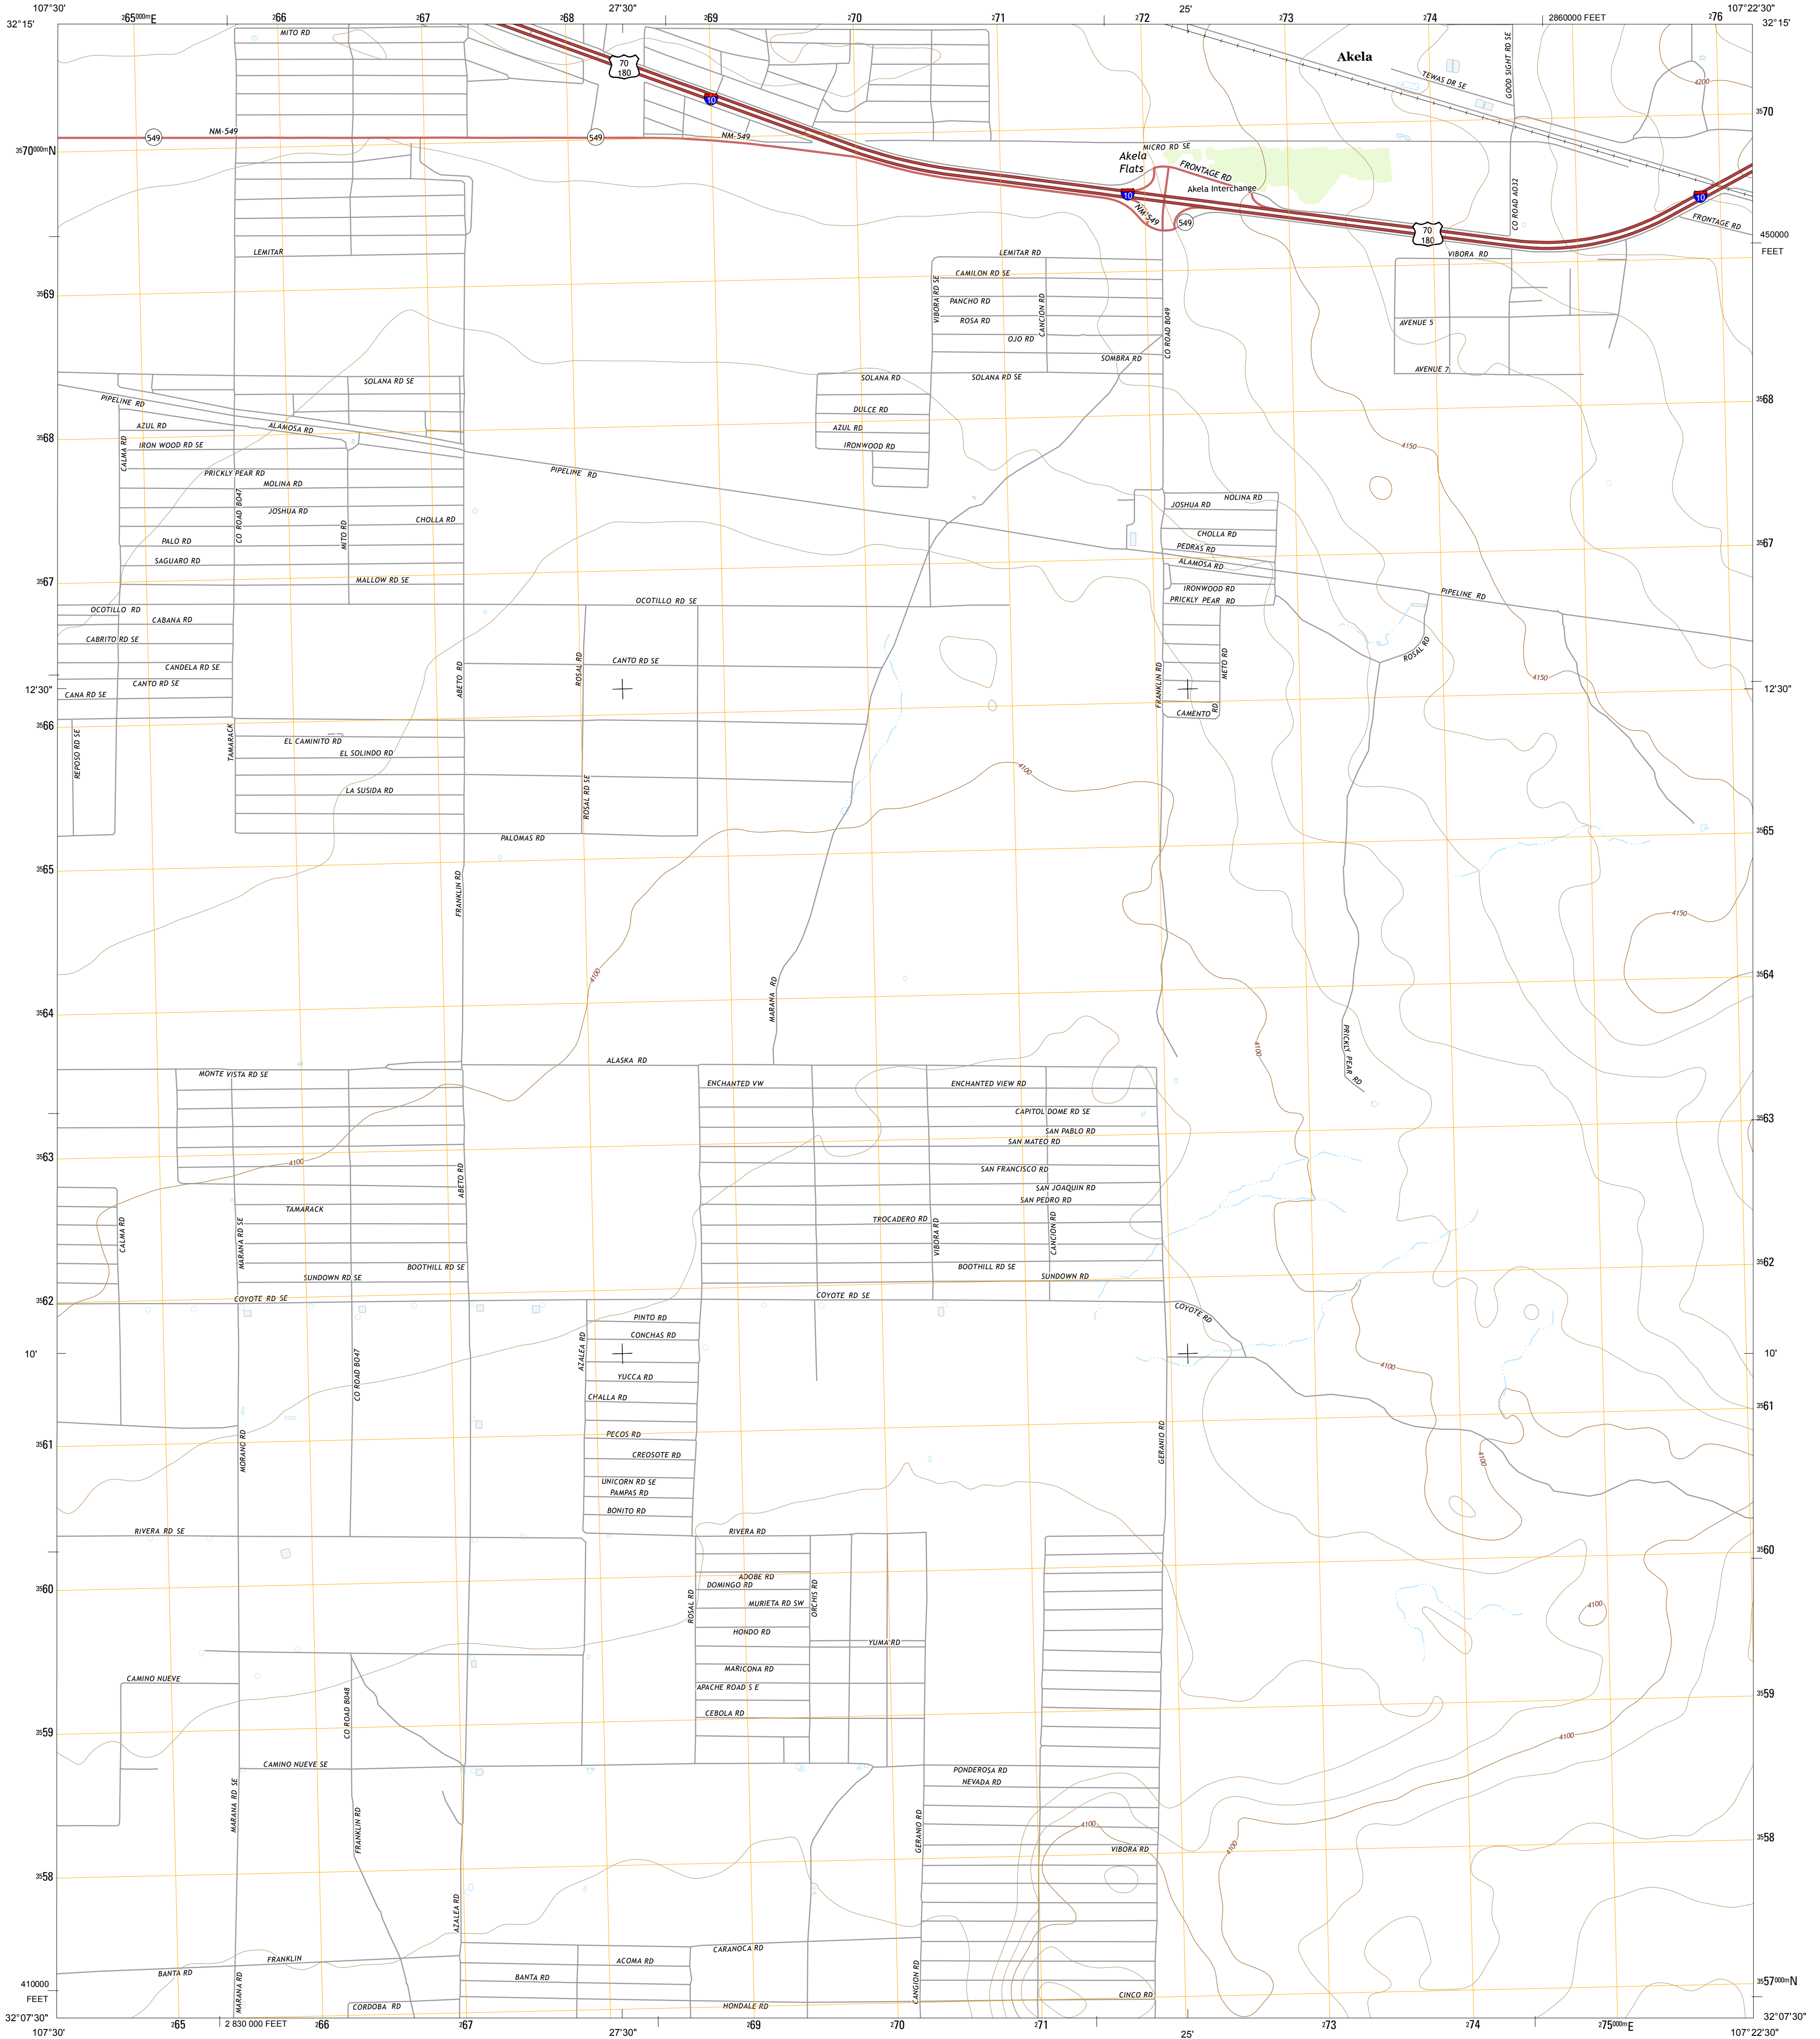 107°30'
²65000mE
²66
²67
²68
27'30"
²69
²70
²71
²72
25'
²73
²74
2860000 FEET
²76
107°22'30"
32°15'
32°15'
MITO RD
70
180
10
Akela
TEWAS DR SE
GOOD SIGHT RD SE
4200
³⁵70
549
NM-549
549
NM-549
³⁵70000mN
MICRO RD SE
Akela
Flats
FRONTAGE RD
Akela Interchange
10
NM-549
549
CO ROAD AO32
10
FRONTAGE RD
70
180
450000
FEET
LEMITAR
LEMITAR RD
VIBORA RD
CAMILON RD SE
VIBORA RD SE
PANCHO RD
CANCION RD
ROSA RD
OJO RD
CO ROAD BO49
SOMBRA RD
AVENUE 5
AVENUE 7
³⁵69
SOLANA RD SE
SOLANA RD
SOLANA RD SE
PIPELINE RD
³⁵68
DULCE RD
AZUL RD
ALAMOSA RD
AZUL RD
³⁵68
CALMA RD
IRON WOOD RD SE
IRONWOOD RD
4150
PRICKLY PEAR RD
PIPELINE RD
MOLINA RD
CO ROAD BO47
NOLINA RD
JOSHUA RD
JOSHUA RD
MITO RD
CHOLLA RD
CHOLLA RD
PALO RD
PEDRAS RD
³⁵67
SAGUARO RD
ALAMOSA RD
³⁵67
MALLOW RD SE
IRONWOOD RD
PIPELINE RD
OCOTILLO RD
OCOTILLO RD SE
PRICKLY PEAR RD
CABANA RD
CABRITO RD SE
ROSAL RD
CANDELA RD SE
ABETO RD
ROSAL RD
CANTO RD SE
FRANKLIN RD
METO RD
4150
CANTO RD SE
12'30"
CANA RD SE
12'30"
CAMENTO
RD
³⁵66
REPOSO RD SE
TAMARACK
EL CAMINITO RD
EL SOLINDO RD
4100
LA SUSIDA RD
ROSAL RD SE
PALOMAS RD
³⁵65
³⁵65
FRANKLIN RD
4150
4100
MARANA RD
³⁵64
³⁵64
4100
PRICKLY PEAR RD
ALASKA RD
MONTE VISTA RD SE
ENCHANTED VW
ENCHANTED VIEW RD
CAPITOL DOME RD SE
³⁵63
SAN PABLO RD
SAN MATEO RD
³⁵63
4100
SAN FRANCISCO RD
ABETO RD
SAN JOAQUIN RD
SAN PEDRO RD
TAMARACK
CALMA RD
MARANA RD SE
TROCADERO RD
VIBORA RD
CANCION RD
BOOTHILL RD SE
BOOTHILL RD SE
³⁵62
SUNDOWN RD SE
SUNDOWN RD
³⁵62
COYOTE RD SE
COYOTE RD SE
COYOTE RD
PINTO RD
CONCHAS RD
AZALEA RD
10'
10'
4100
CO ROAD BO47
YUCCA RD
CHALLA RD
³⁵61
³⁵61
MORANO RD
PECOS RD
GERANIO RD
CREOSOTE RD
4100
UNICORN RD SE
PAMPAS RD
BONITO RD
RIVERA RD SE
RIVERA RD
³⁵60
³⁵60
ADOBE RD
DOMINGO RD
ROSAL RD
ORCHIS RD
MURIETA RD SW
4100
HONDO RD
YUMA RD
MARICONA RD
CAMINO NUEVE
APACHE ROAD S E
³⁵59
CO ROAD B048
CEBOLA RD
³⁵59
4100
CAMINO NUEVE SE
PONDEROSA RD
NEVADA RD
MARANA RD SE
FRANKLIN RD
GERANIO RD
4100
VIBORA RD
4100
³⁵58
³⁵58
AZALEA RD
FRANKLIN
CARANOCA RD
ACOMA RD
BANTA RD
BANTA RD
MARANA RD
CANGION RD
410000
FEET
³⁵57000mN
CINCO RD
CORDOBA RD
HONDALE RD
32°07'30"
32°07'30"
107°30'
²65
2 830 000 FEET
²66
²67
27'30"
²69
²70
²71
25'
²73
²74
²75000mE
107°22'30"